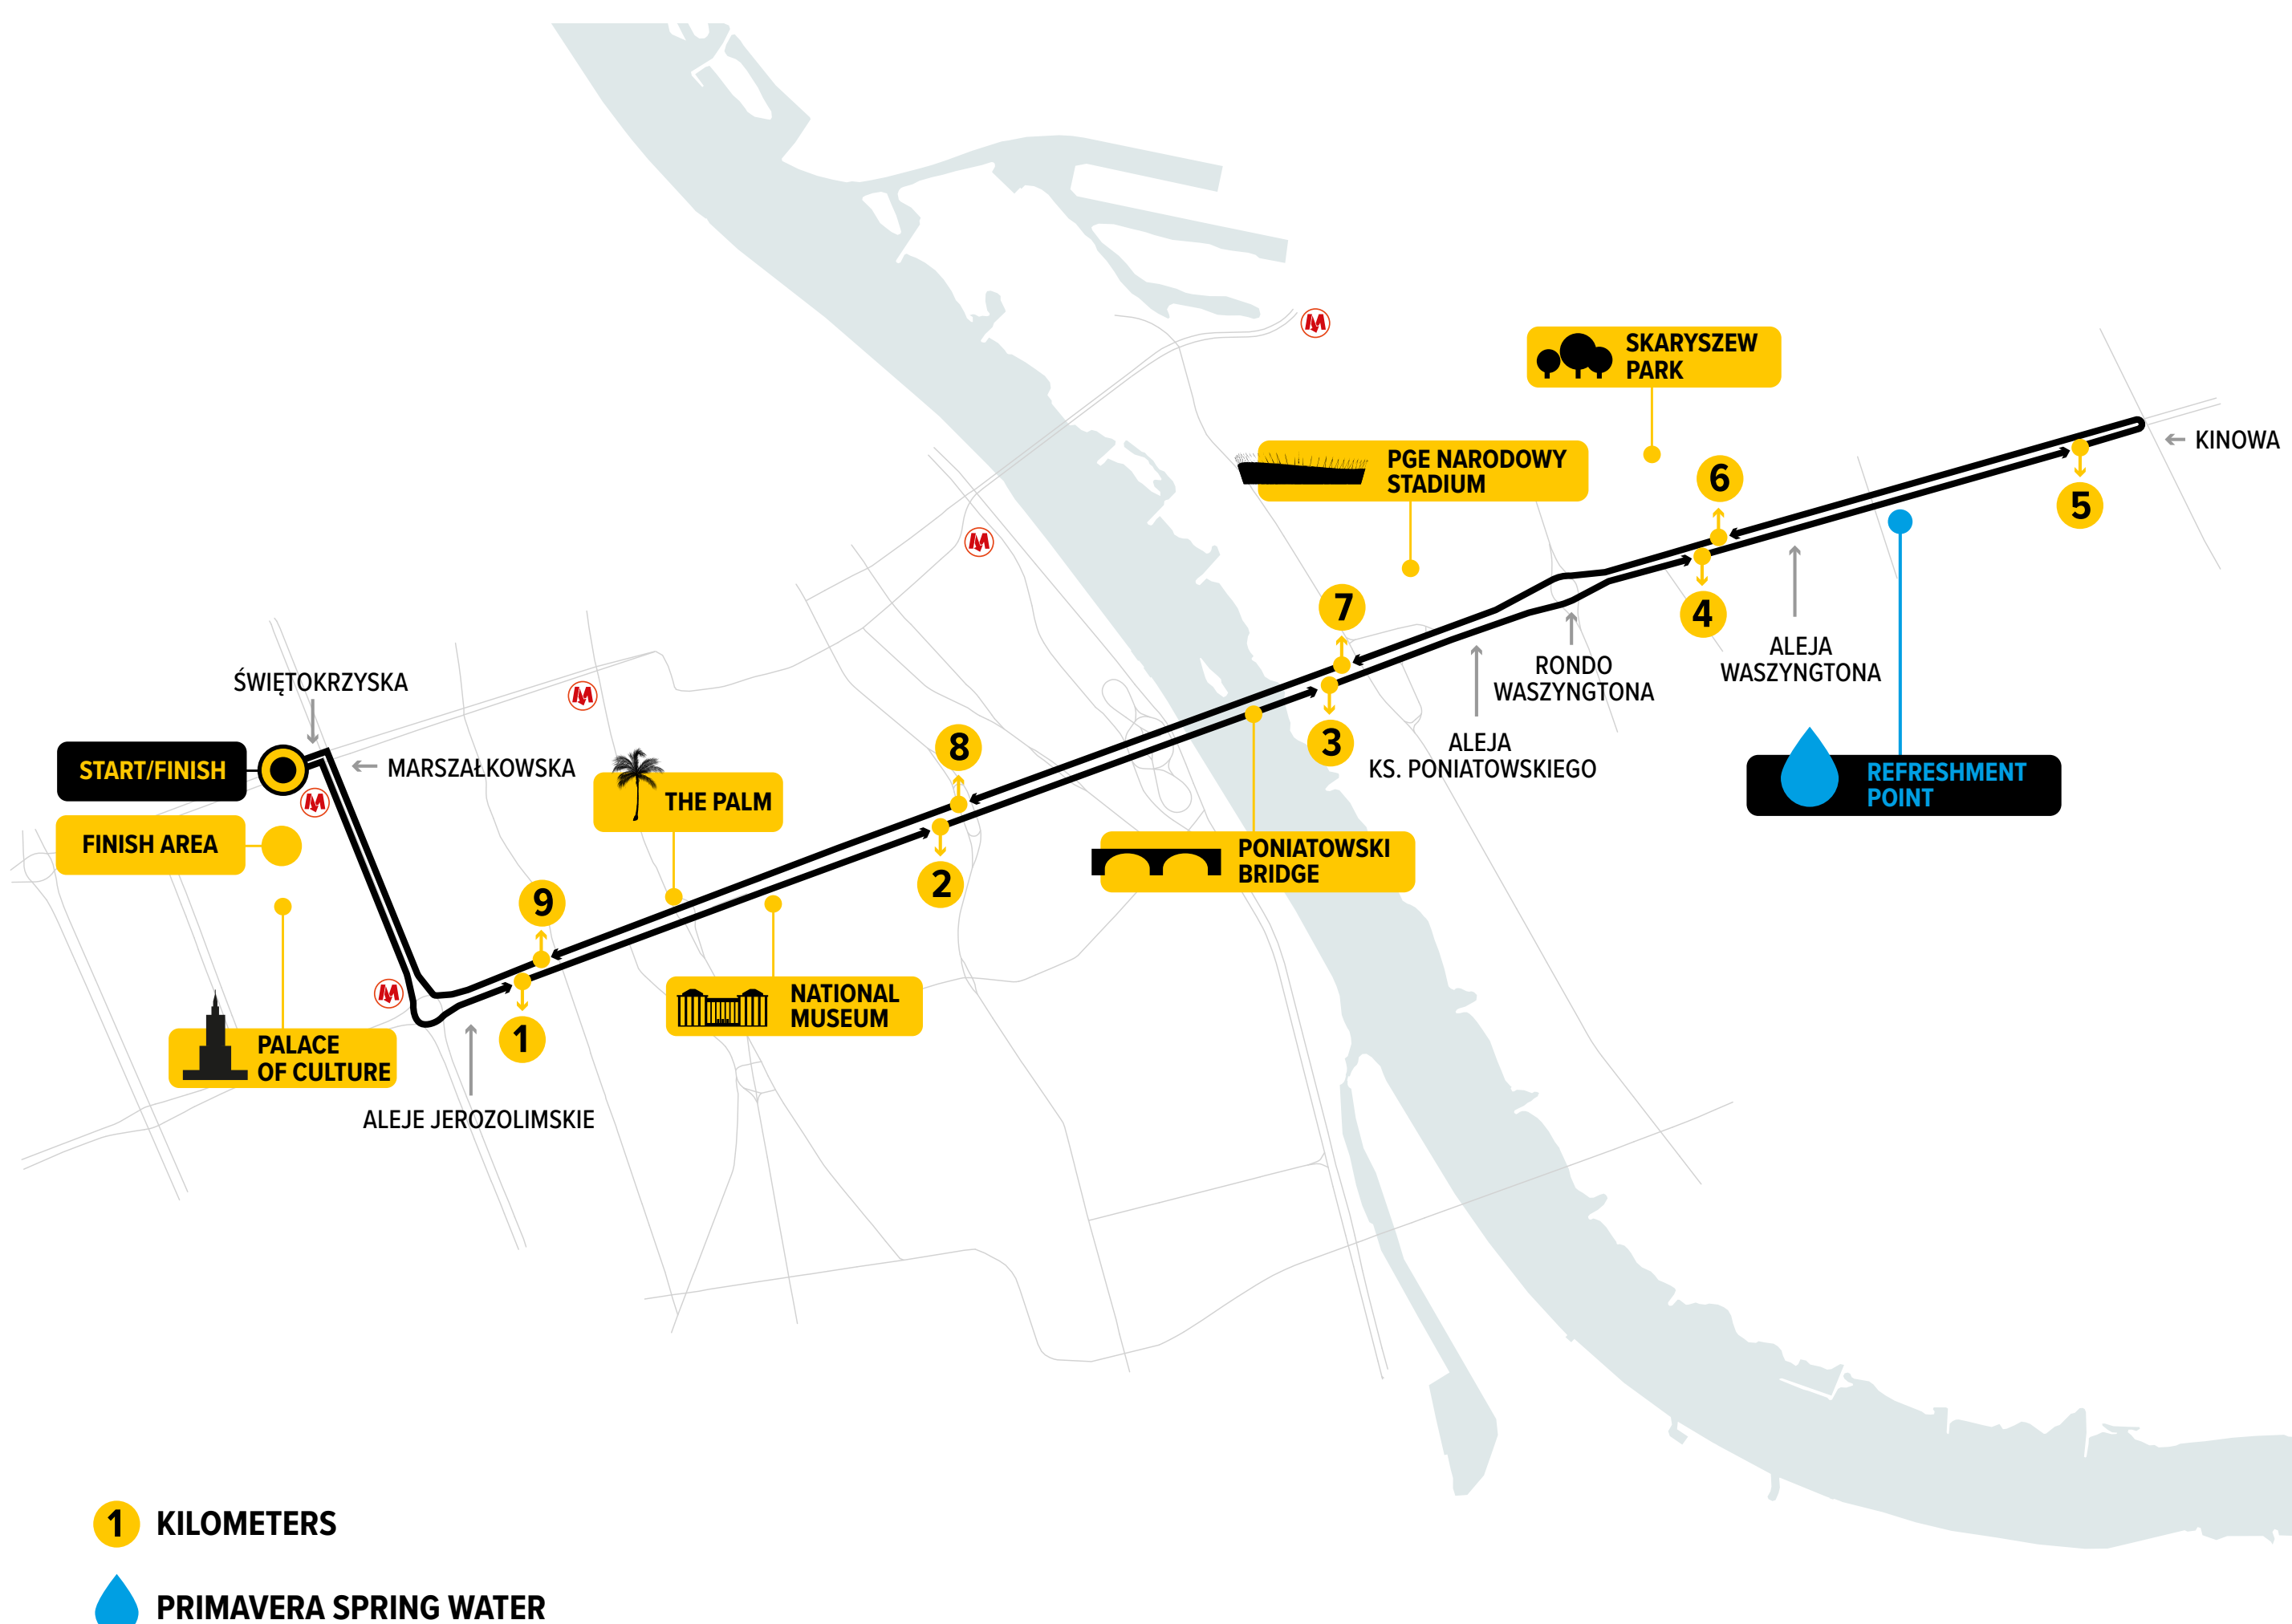 SKARYSZEW
PARK
KINOWA
PGE NARODOWY
STADIUM
6
5
7
4
ALEJA
WASZYNGTONA
RONDO
WASZYNGTONA
ŚWIĘTOKRZYSKA
START/FINISH
MARSZAŁKOWSKA
8
3
ALEJA
KS. PONIATOWSKIEGO
REFRESHMENT
POINT
THE PALM
FINISH AREA
PONIATOWSKI
BRIDGE
2
9
NATIONAL
MUSEUM
1
PALACE
OF CULTURE
ALEJE JEROZOLIMSKIE
M
M
M
M
M
1 KILOMETERS
PRIMAVERA SPRING WATER